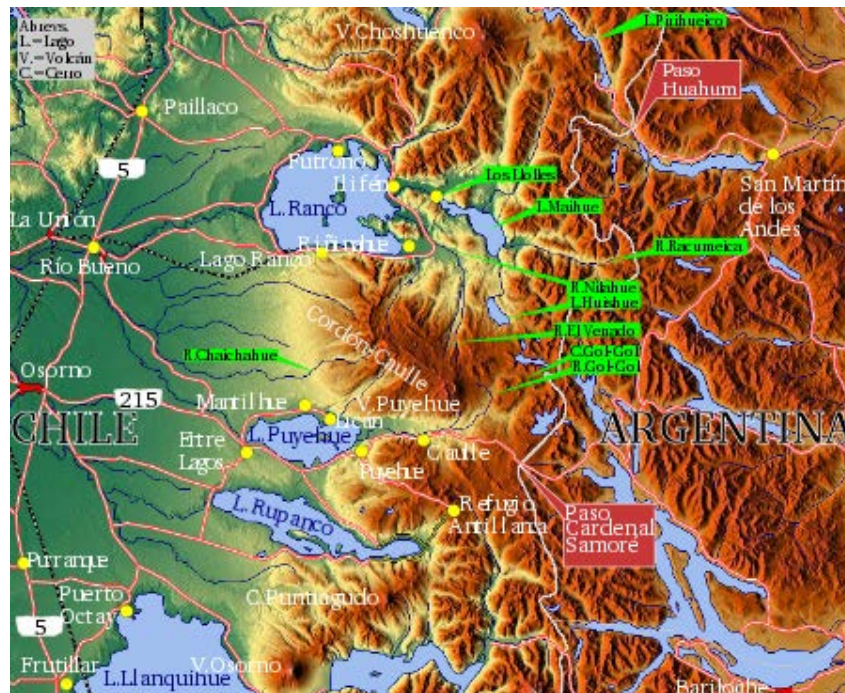 Abrevs.
L.=Lago
V.=Volcán
C.=Cerro
V.Choshuenco
L.Pirihueico
Paso
Huahum
Paillaco
5
Futrono
Llifén
Los Llolles
San Martín
de los
Andes
L.Ranco
L.Maihue
La Unión
Río Bueno
Lago Ranco
Riñinahue
R.Racumeica
R.Nilahue
L.Huishue
Cordón-Caulle
R.El Venado
R.Chaichahue
C.Gol-Gol
R.Gol-Gol
Osorno
215
Mantilhue
V.Puyehue
Licán
CHILE
L.Puyehue
ARGENTINA
Entre
Lagos
Caulle
Puyehue
L.Rupanco
Refugio
Antillanca
Paso
Cardenal
Samoré
Purranque
Puerto
Octay
C.Puntiagudo
5
Frutillar
V.Osorno
L.Llanquihue
Bariloche